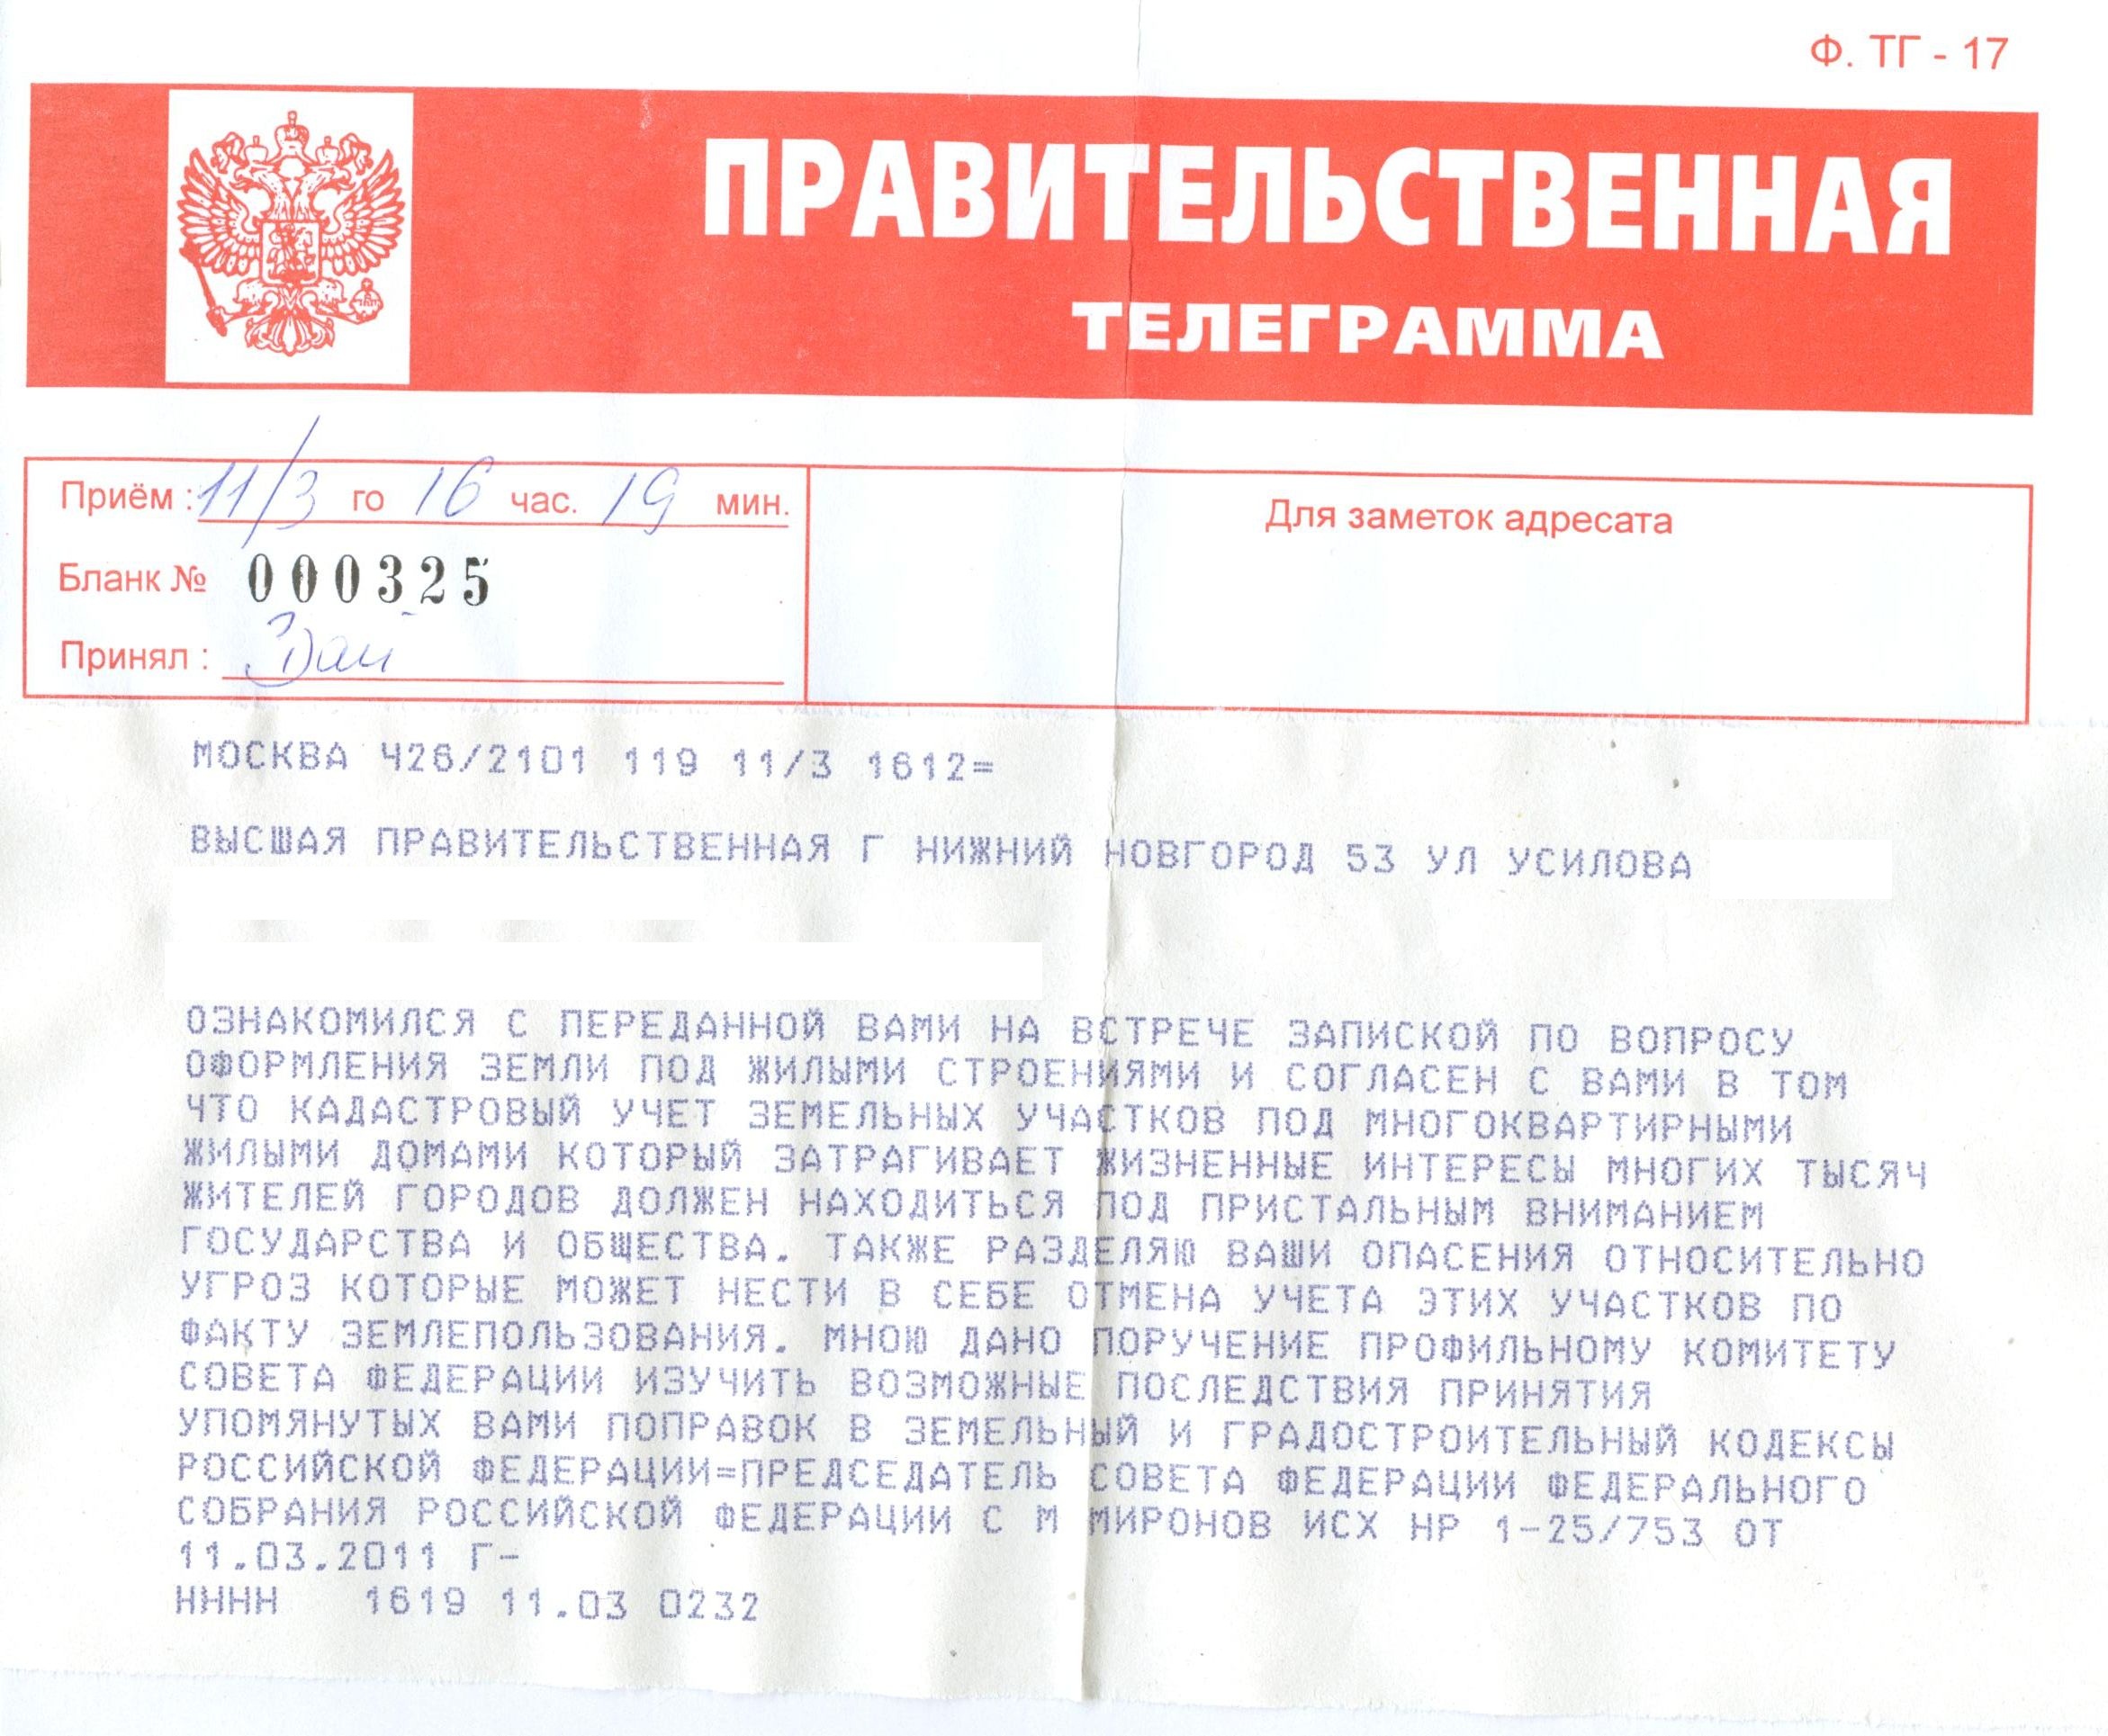 Ф. ТГ - 17
ПРАВИТЕЛЬСТВЕННАЯ
ТЕЛЕГРАММА
Приём : 11/3 го 16 час. 19 мин.
Для заметок адресата
Бланк № 000325
Принял :
МОСКВА Ч26/2101 119 11/3 1612=
ВЫСШАЯ ПРАВИТЕЛЬСТВЕННАЯ Г НИЖНИЙ НОВГОРОД 53 УЛ УСИЛОВА
ОЗНАКОМИЛСЯ С ПЕРЕДАННОЙ ВАМИ НА ВСТРЕЧЕ ЗАПИСКОЙ ПО ВОПРОСУ
ОФОРМЛЕНИЯ ЗЕМЛИ ПОД ЖИЛЫМИ СТРОЕНИЯМИ И СОГЛАСЕН С ВАМИ В ТОМ
ЧТО КАДАСТРОВЫЙ УЧЕТ ЗЕМЕЛЬНЫХ УЧАСТКОВ ПОД МНОГОКВАРТИРНЫМИ
ЖИЛЫМИ ДОМАМИ КОТОРЫЙ ЗАТРАГИВАЕТ ЖИЗНЕННЫЕ ИНТЕРЕСЫ МНОГИХ ТЫСЯЧ
ЖИТЕЛЕЙ ГОРОДОВ ДОЛЖЕН НАХОДИТЬСЯ ПОД ПРИСТАЛЬНЫМ ВНИМАНИЕМ
ГОСУДАРСТВА И ОБЩЕСТВА. ТАКЖЕ РАЗДЕЛЯЮ ВАШИ ОПАСЕНИЯ ОТНОСИТЕЛЬНО
УГРОЗ КОТОРЫЕ МОЖЕТ НЕСТИ В СЕБЕ ОТМЕНА УЧЕТА ЭТИХ УЧАСТКОВ ПО
ФАКТУ ЗЕМЛЕПОЛЬЗОВАНИЯ. МНОЮ ДАНО ПОРУЧЕНИЕ ПРОФИЛЬНОМУ КОМИТЕТУ
СОВЕТА ФЕДЕРАЦИИ ИЗУЧИТЬ ВОЗМОЖНЫЕ ПОСЛЕДСТВИЯ ПРИНЯТИЯ
УПОМЯНУТЫХ ВАМИ ПОПРАВОК В ЗЕМЕЛЬНЫЙ И ГРАДОСТРОИТЕЛЬНЫЙ КОДЕКСЫ
РОССИЙСКОЙ ФЕДЕРАЦИИ=ПРЕДСЕДАТЕЛЬ СОВЕТА ФЕДЕРАЦИИ ФЕДЕРАЛЬНОГО
СОБРАНИЯ РОССИЙСКОЙ ФЕДЕРАЦИИ С М МИРОНОВ ИСХ НР 1-25/753 ОТ
11.03.2011 Г-
НННН 1619 11.03 0232